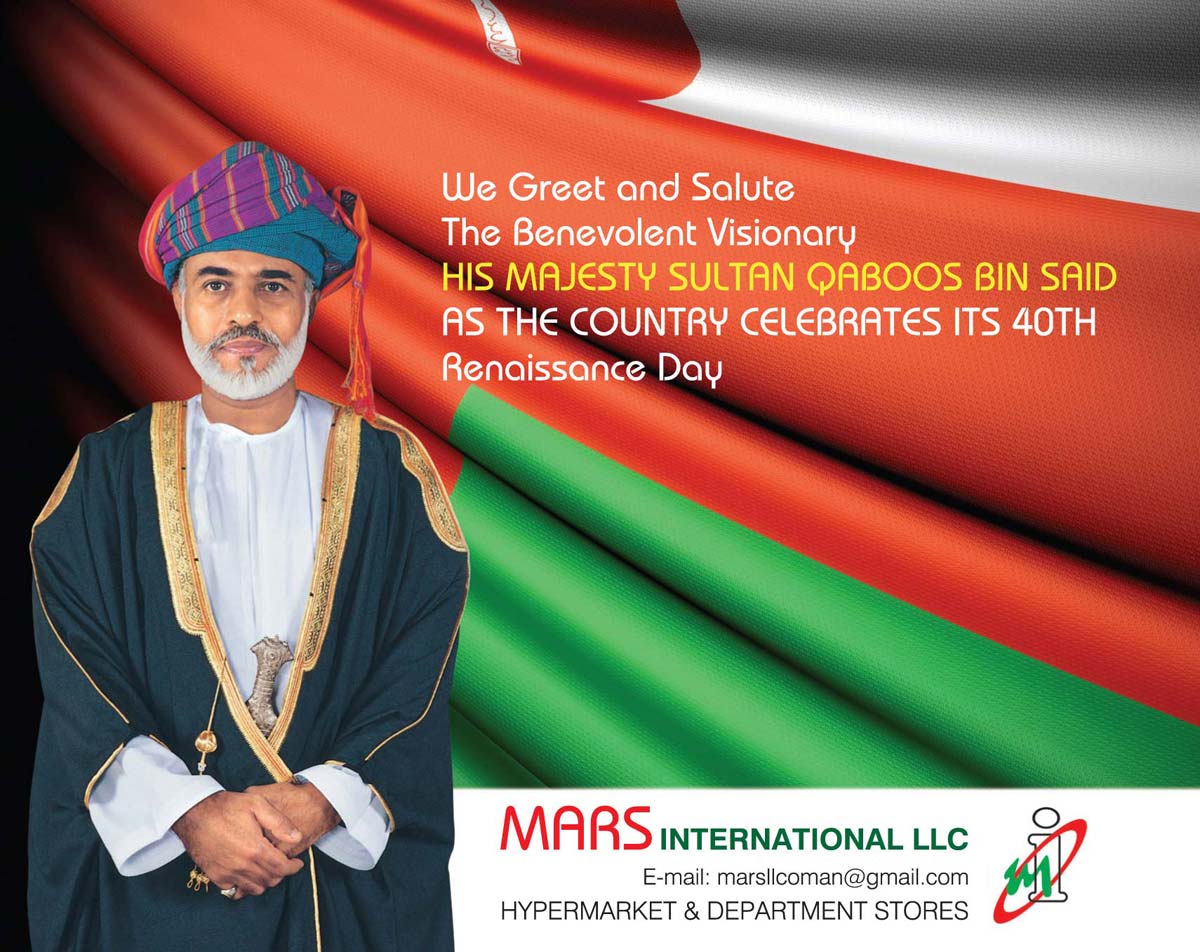 We Greet and Salute
The Benevolent Visionary
HIS MAJESTY SULTAN QABOOS BIN SAID
AS THE COUNTRY CELEBRATES ITS 40TH
Renaissance Day
MARS INTERNATIONAL LLC
E-mail: marsllcoman@gmail.com
HYPERMARKET & DEPARTMENT STORES